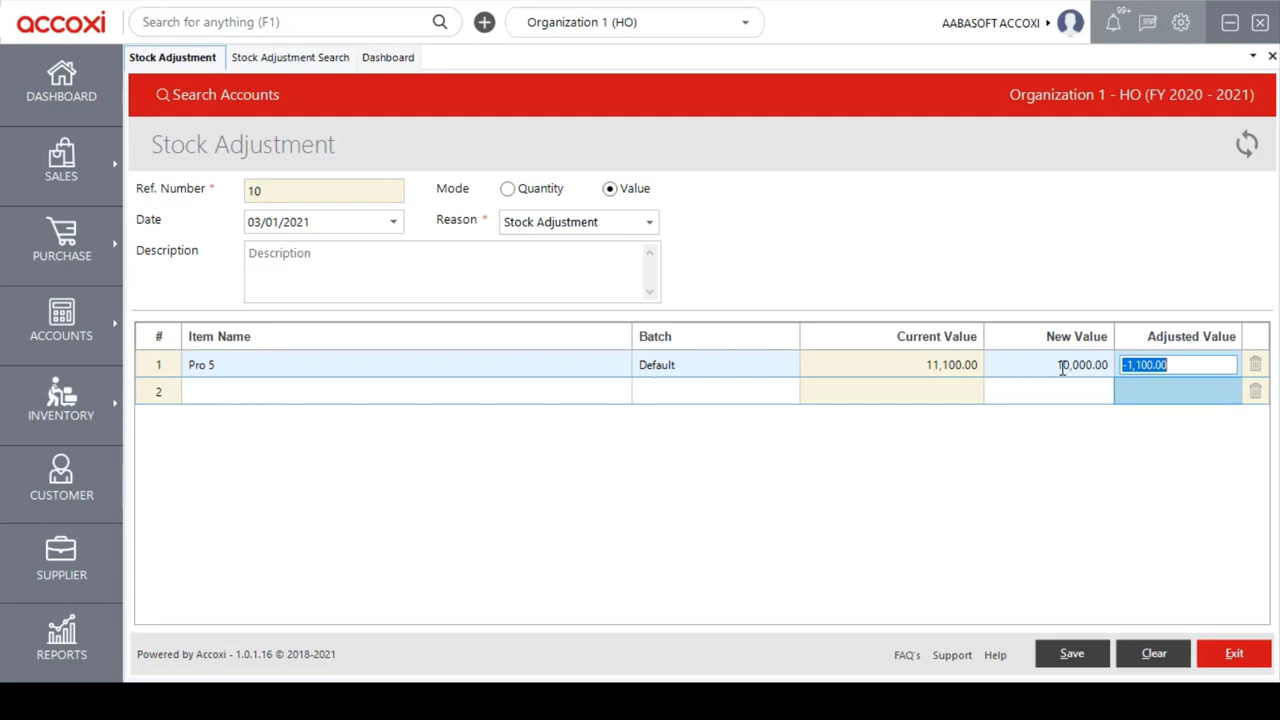 accoxi Search for anything (F1) Organization 1 (HO) AABASOFT ACCOXI 99+
Stock Adjustment Stock Adjustment Search Dashboard
DASHBOARD
SALES
PURCHASE
ACCOUNTS
INVENTORY
CUSTOMER
SUPPLIER
REPORTS
Search Accounts Organization 1 - HO (FY 2020 - 2021)
Stock Adjustment
Ref. Number * 10 Mode Quantity Value
Date 03/01/2021 Reason * Stock Adjustment
Description Description
# Item Name Batch Current Value New Value Adjusted Value
1 Pro 5 Default 11,100.00 10,000.00 -1,100.00
2
Powered by Accoxi - 1.0.1.16 © 2018-2021 FAQ's Support Help Save Clear Exit